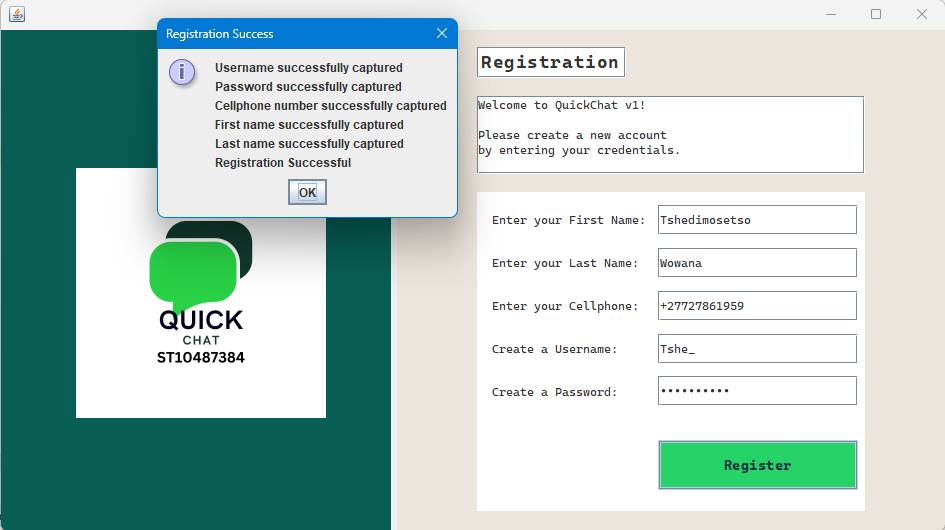 Registration Success
Username successfully captured
Password successfully captured
Cellphone number successfully captured
First name successfully captured
Last name successfully captured
Registration Successful
OK
QUICK
CHAT
ST10487384
Registration
Welcome to QuickChat v1!
Please create a new account
by entering your credentials.
Enter your First Name: Tshedimosetso
Enter your Last Name: Wowana
Enter your Cellphone: +27727861959
Create a Username: Tshe_
Create a Password: ••••••••••
Register